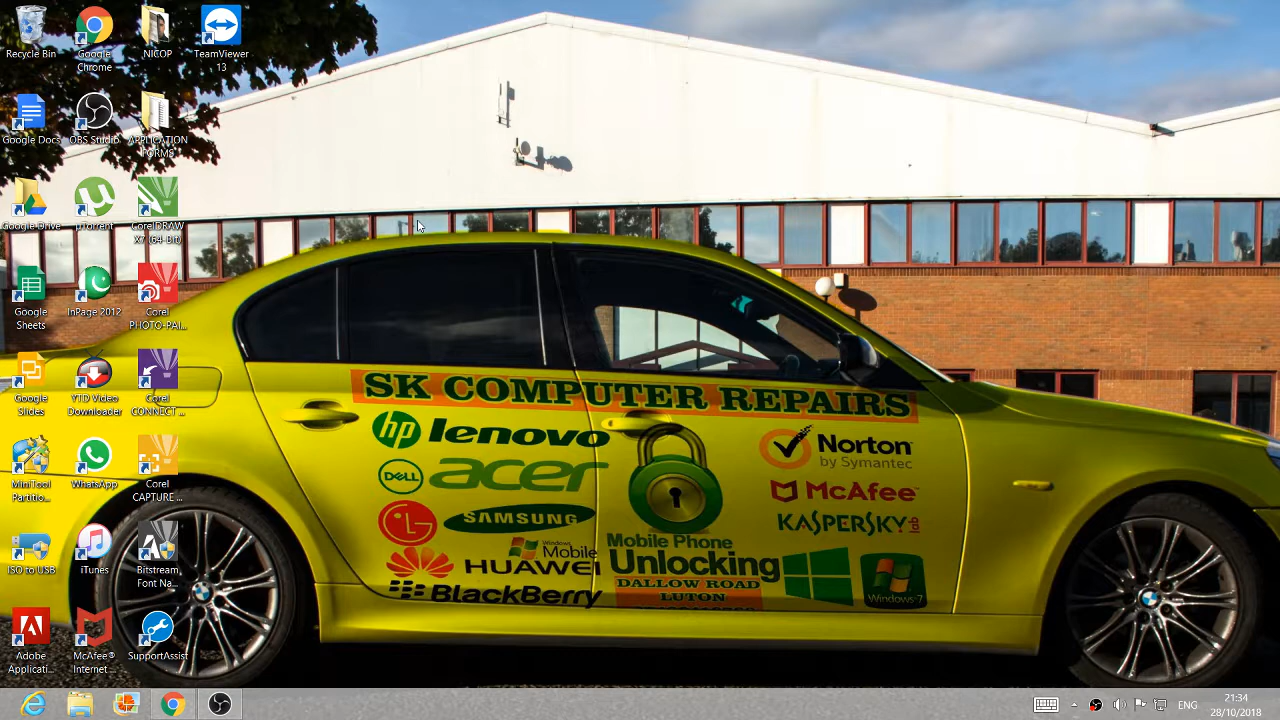 Recycle Bin
Google
Chrome
NICOP
TeamViewer
13
Google Docs
OBS Studio
APPLICATION
FORMS
Google Drive
µTorrent
CorelDRAW
X7 (64-Bit)
Google
Sheets
InPage 2012
Corel
PHOTO-PAI...
Google
Slides
YTD Video
Downloader
Corel
CONNECT ...
MiniTool
Partitio...
WhatsApp
Corel
CAPTURE ...
ISO to USB
iTunes
Bitstream
Font Na...
Adobe
Applicati...
McAfee®
Internet ...
SupportAssist
SK COMPUTER REPAIRS
hp lenovo
DELL acer
LG SAMSUNG
Windows
Mobile
HUAWEI
BlackBerry
Mobile Phone
Unlocking
DALLOW ROAD
LUTON
Norton
by Symantec
McAfee™
KASPERSKY lab
Windows 7
ENG
21:34
28/10/2018